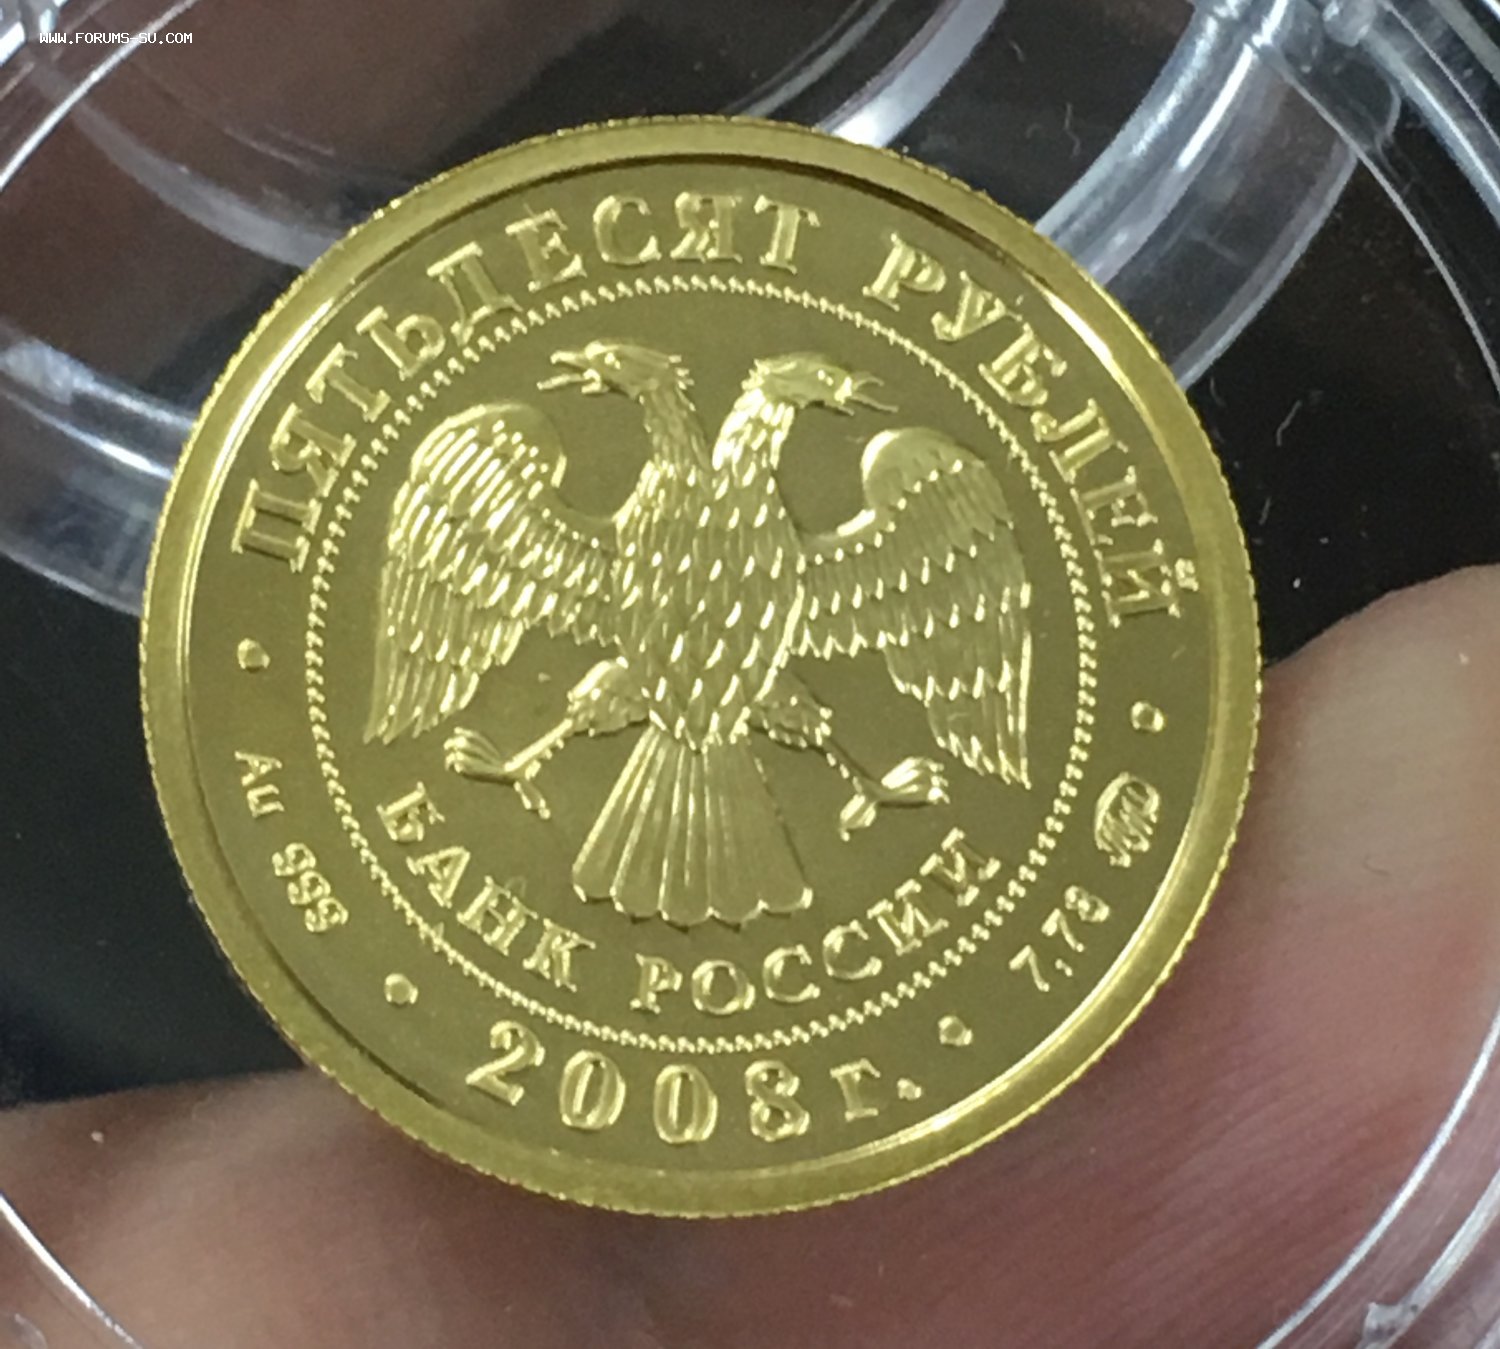 WWW.FORUMS-SU.COM
ПЯТЬДЕСЯТ РУБЛЕЙ
БАНК РОССИИ
Au 999
2008 г.
7,78
ММД